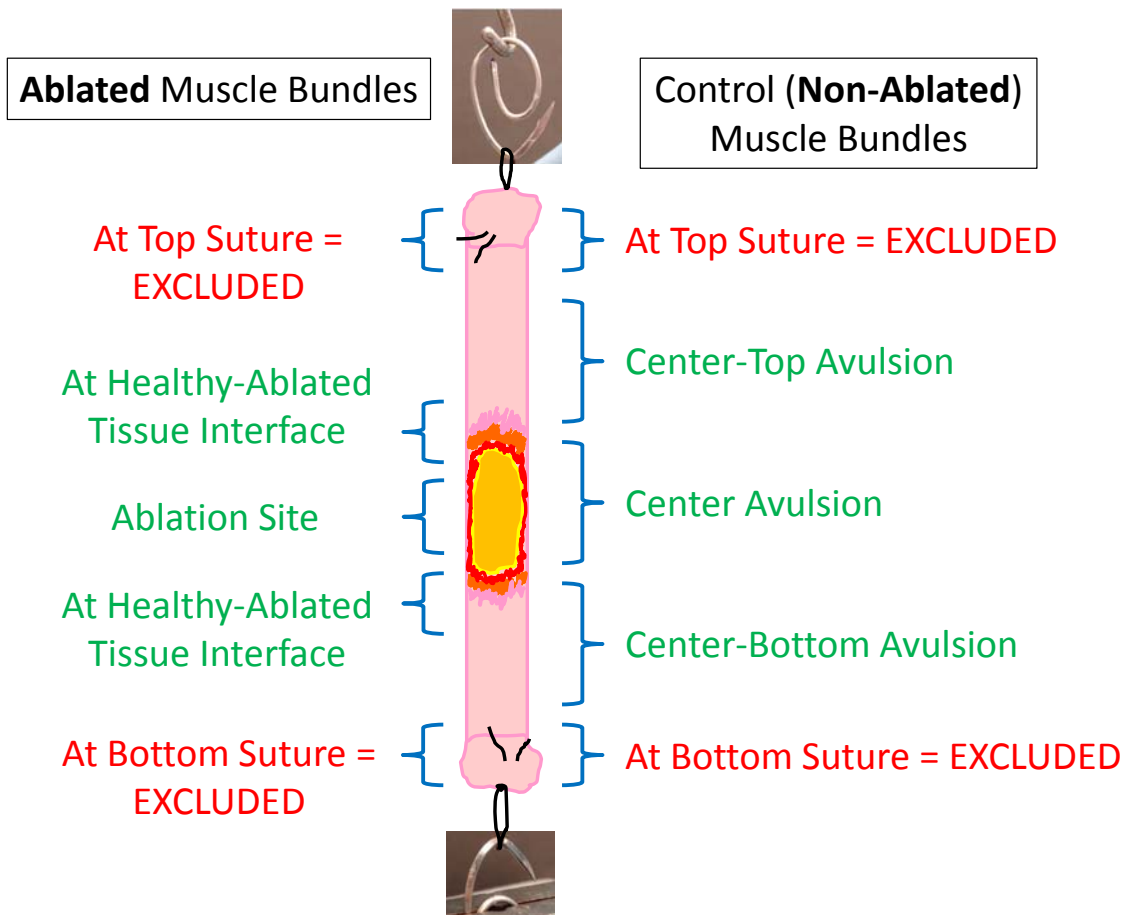 Ablated Muscle Bundles
Control (Non-Ablated)
Muscle Bundles
At Top Suture =
EXCLUDED
At Top Suture = EXCLUDED
Center-Top Avulsion
At Healthy-Ablated
Tissue Interface
Ablation Site
Center Avulsion
At Healthy-Ablated
Tissue Interface
Center-Bottom Avulsion
At Bottom Suture =
EXCLUDED
At Bottom Suture = EXCLUDED